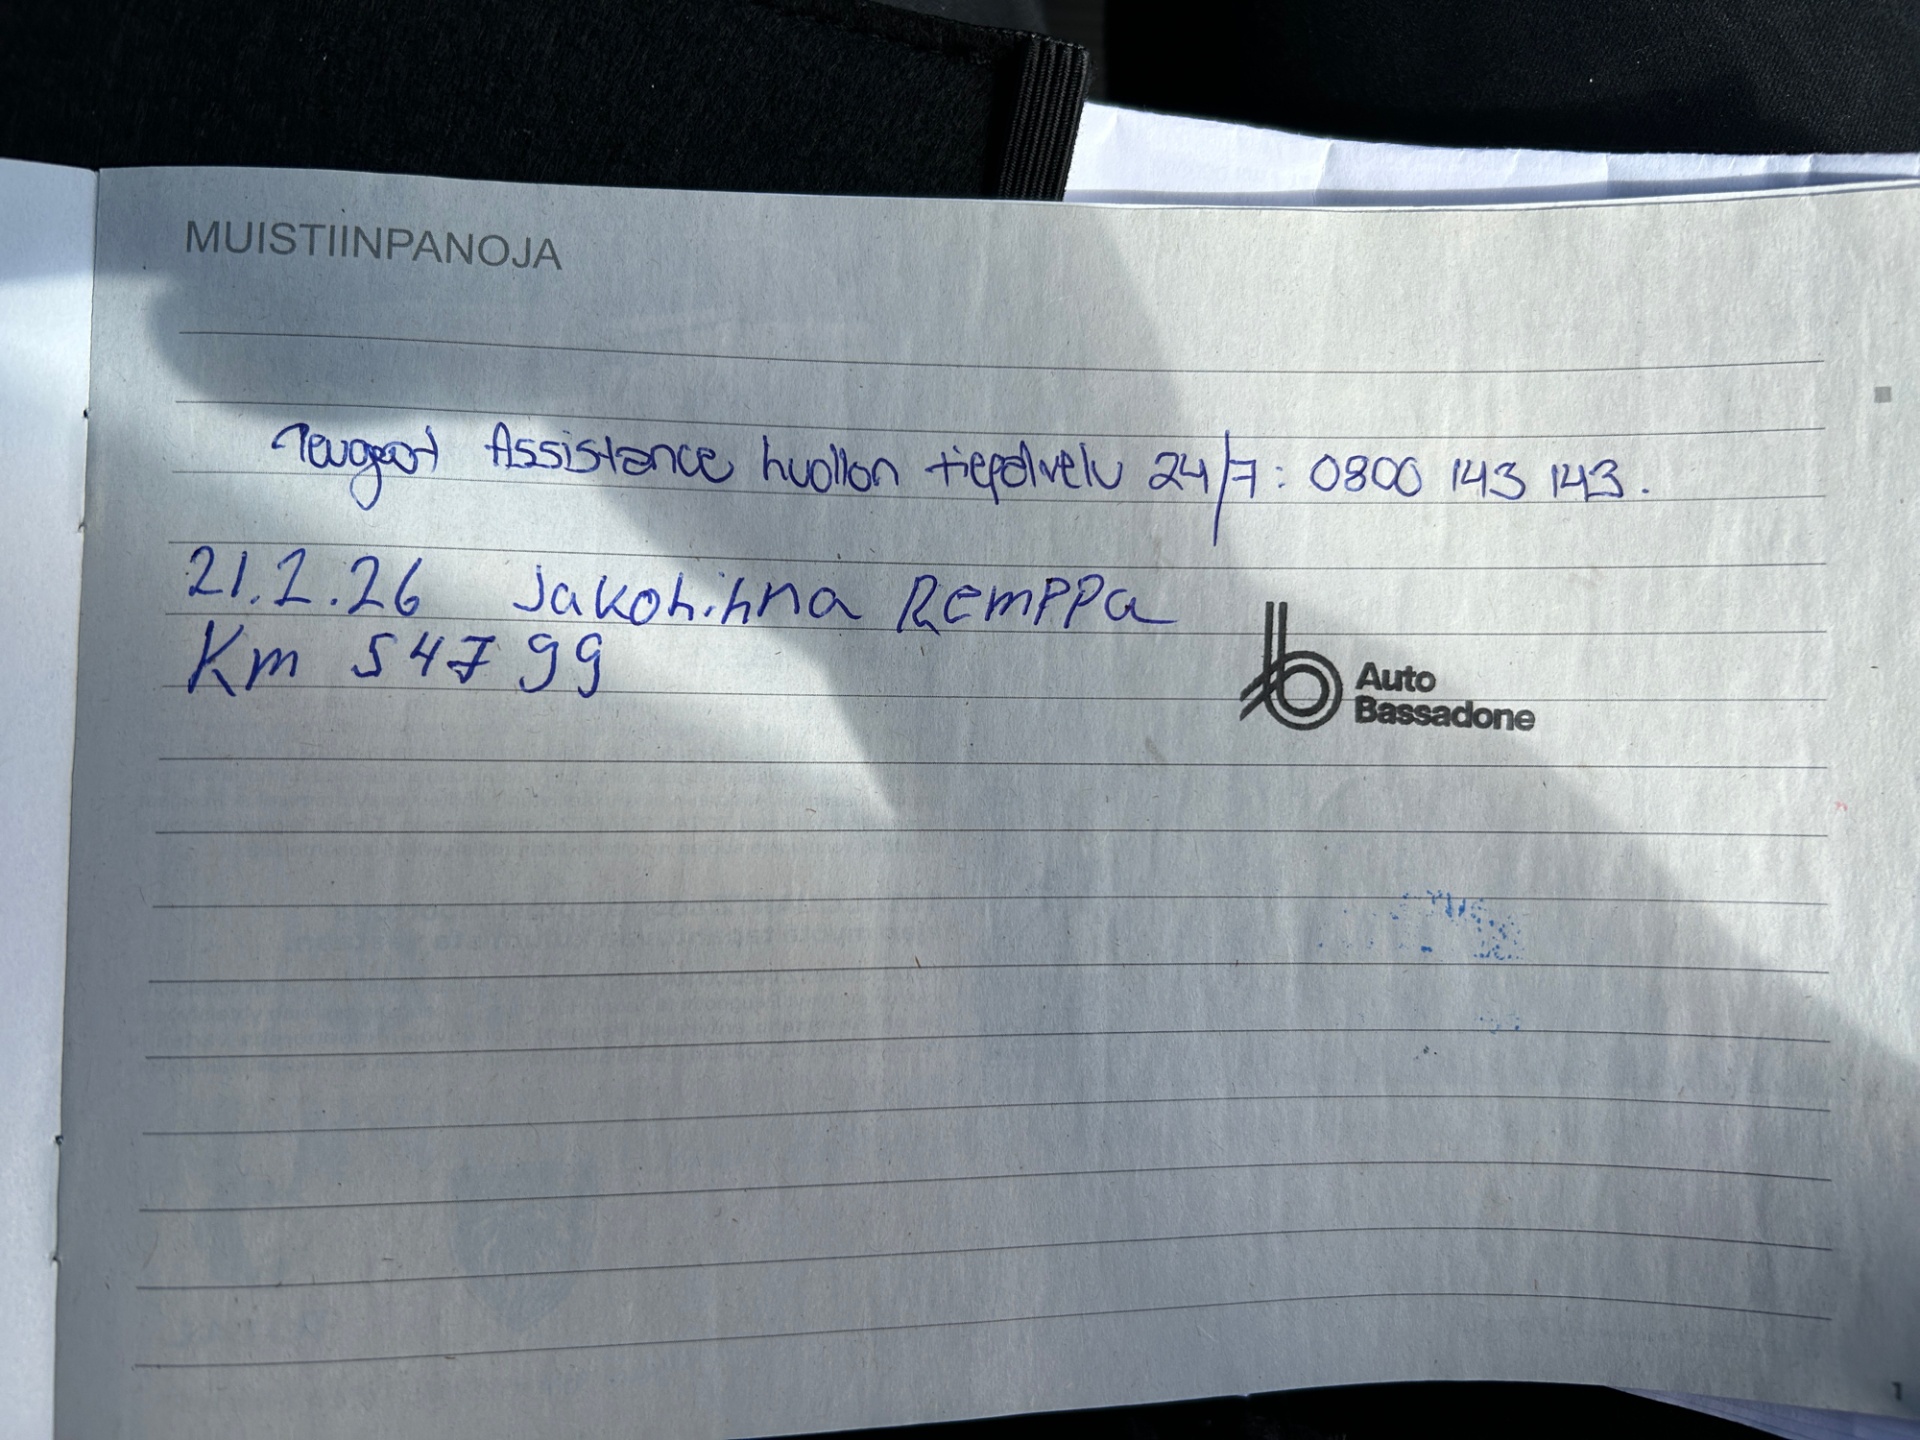 MUISTIINPANOJA
Peugeot Assistance huollon tiepalvelu 24/7: 0800 143 143.
21.2.26 Jakohihna Remppa
Km 54799
Auto
Bassadone
1